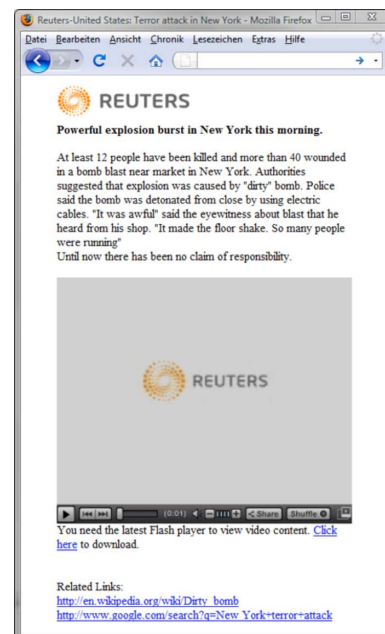 Reuters-United States: Terror attack in New York - Mozilla Firefox
Datei Bearbeiten Ansicht Chronik Lesezeichen Extras Hilfe
REUTERS
Powerful explosion burst in New York this morning.
At least 12 people have been killed and more than 40 wounded
in a bomb blast near market in New York. Authorities
suggested that explosion was caused by "dirty" bomb. Police
said the bomb was detonated from close by using electric
cables. "It was awful" said the eyewitness about blast that he
heard from his shop. "It made the floor shake. So many people
were running"
Until now there has been no claim of responsibility.
REUTERS
(0:01) Share Shuffle
You need the latest Flash player to view video content. Click
here to download.
Related Links:
http://en.wikipedia.org/wiki/Dirty_bomb
http://www.google.com/search?q=New York+terror+attack